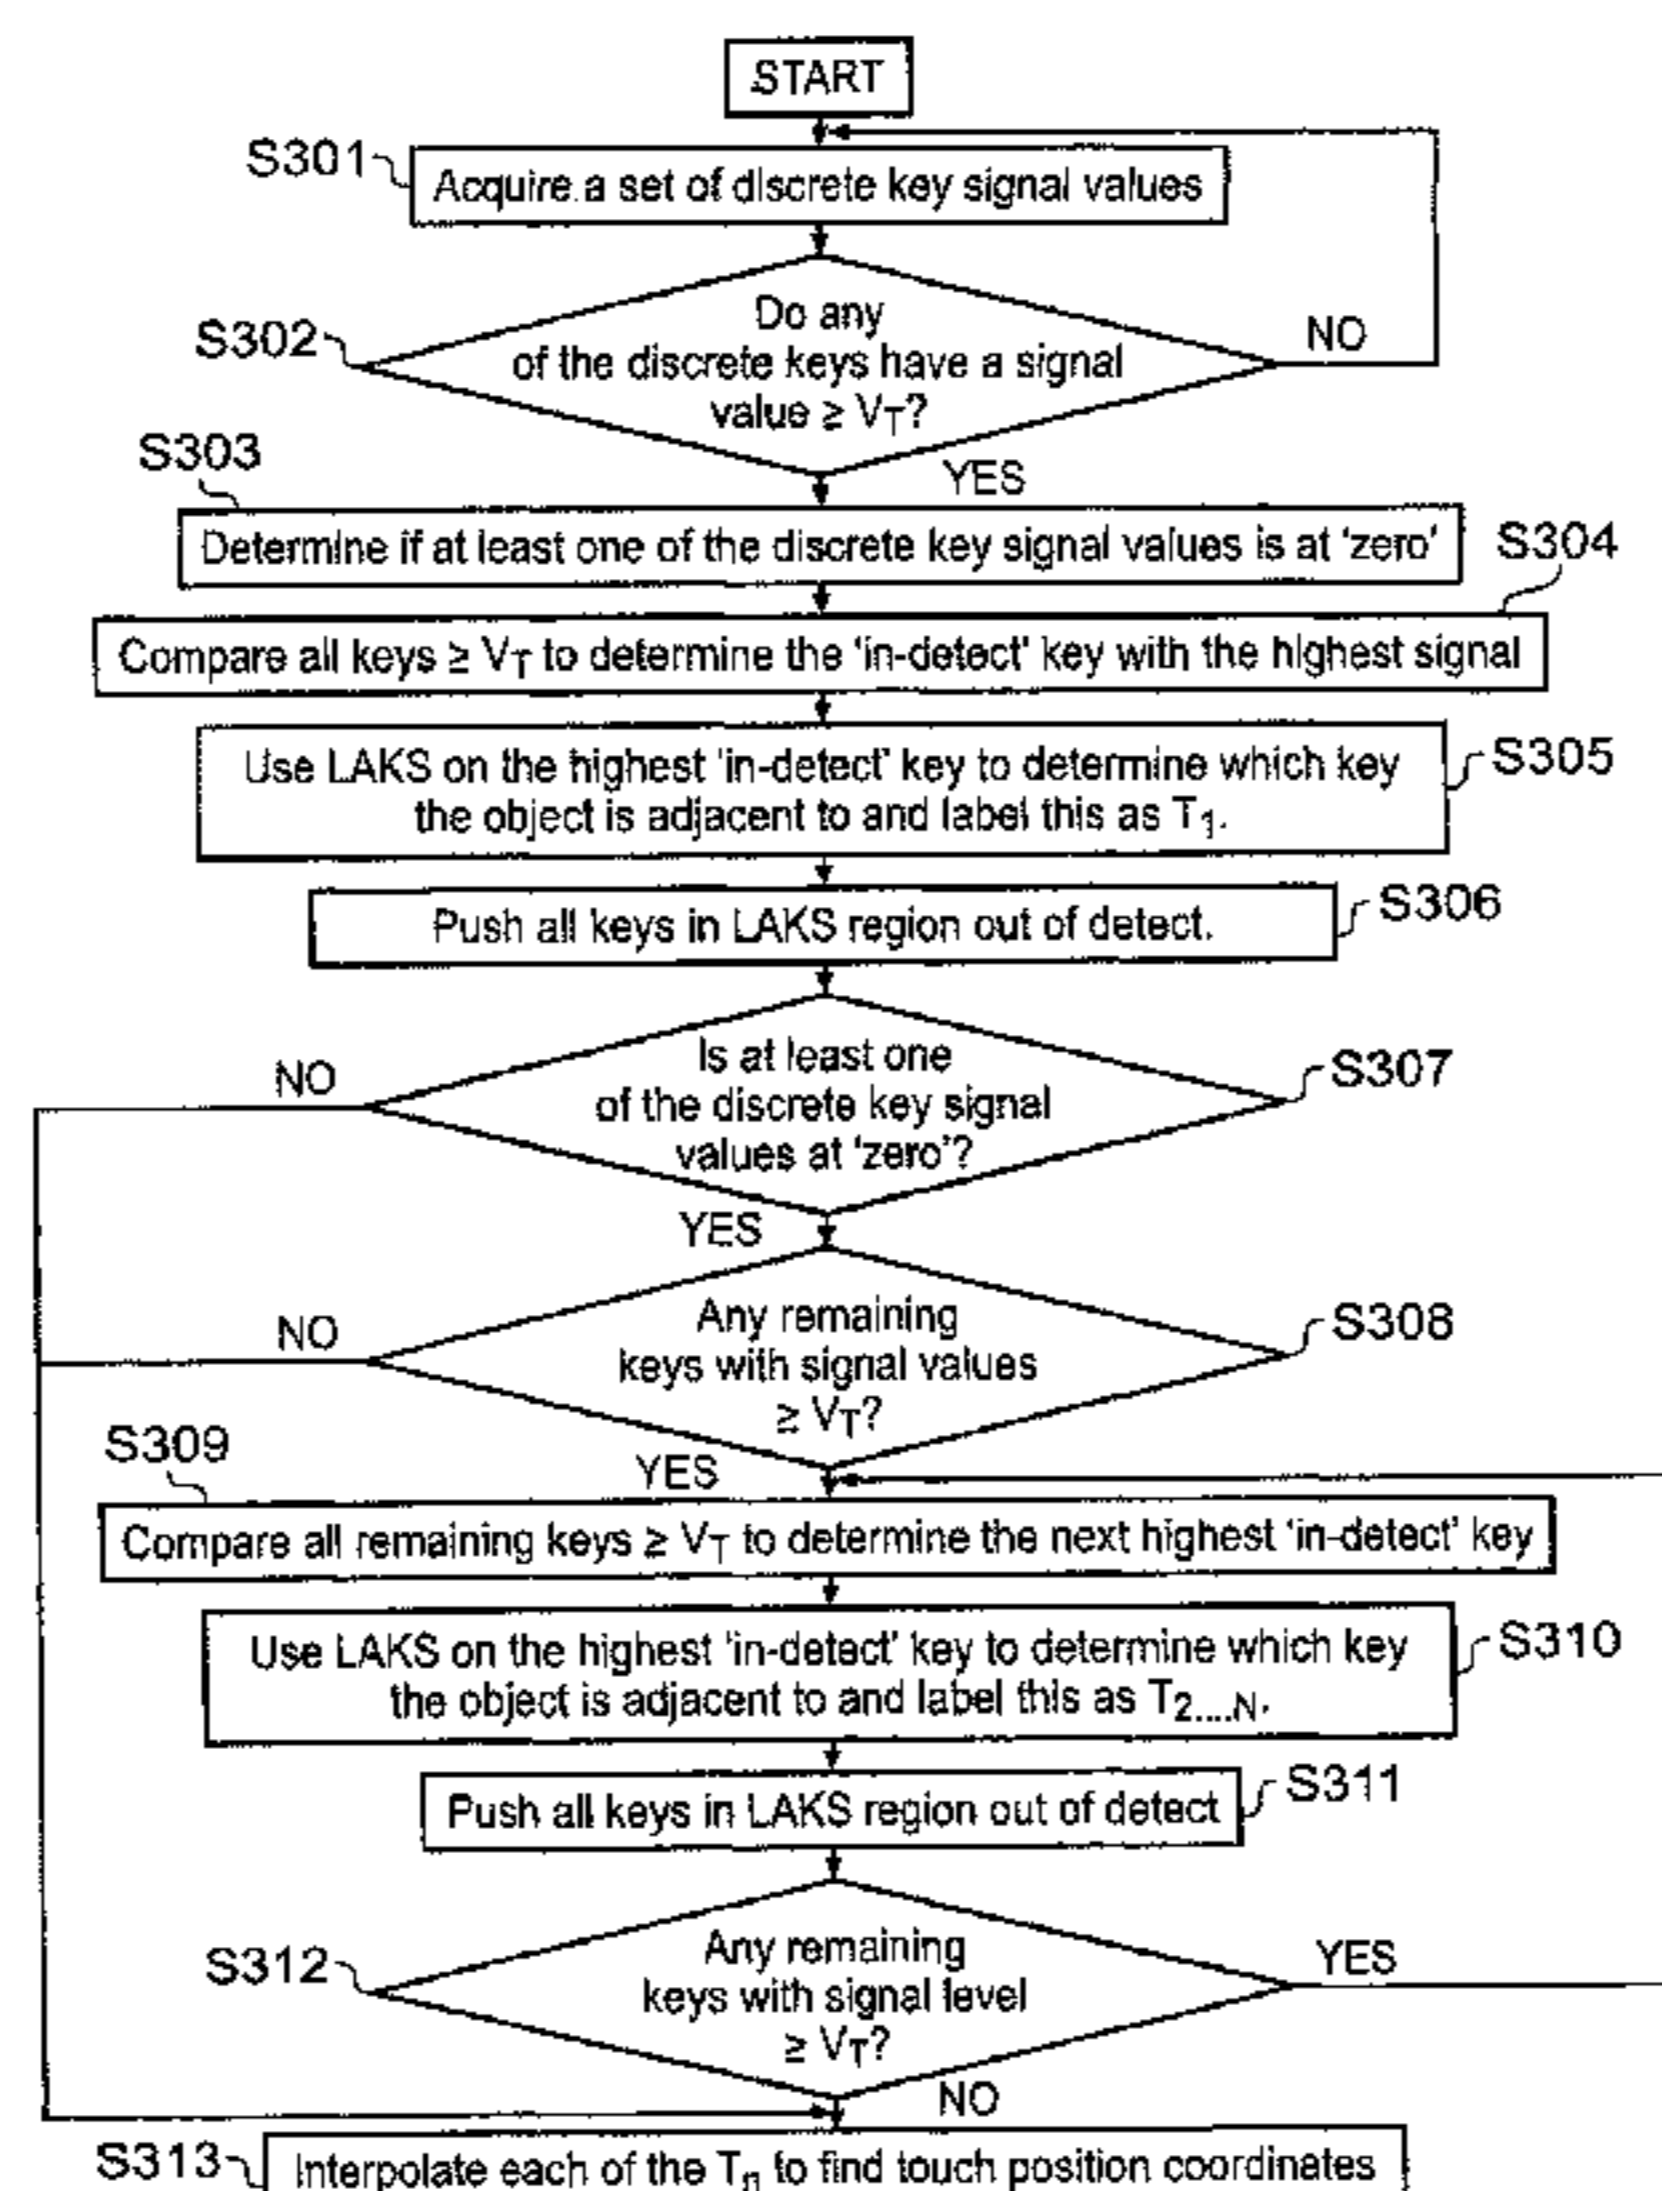 START
S301
Acquire a set of discrete key signal values
S302
Do any
of the discrete keys have a signal
value ≥ VT?
NO
YES
S303
Determine if at least one of the discrete key signal values is at ‘zero’
S304
Compare all keys ≥ VT to determine the ‘in-detect’ key with the highest signal
Use LAKS on the highest ‘in-detect’ key to determine which key
the object is adjacent to and label this as T1.
S305
Push all keys in LAKS region out of detect.
S306
Is at least one
of the discrete key signal
values at ‘zero’?
S307
NO
YES
Any remaining
keys with signal values
≥ VT?
S308
NO
YES
S309
Compare all remaining keys ≥ VT to determine the next highest ‘in-detect’ key
Use LAKS on the highest ‘in-detect’ key to determine which key
the object is adjacent to and label this as T2....N.
S310
Push all keys in LAKS region out of detect
S311
S312
Any remaining
keys with signal level
≥ VT?
YES
NO
S313
Interpolate each of the Tn to find touch position coordinates